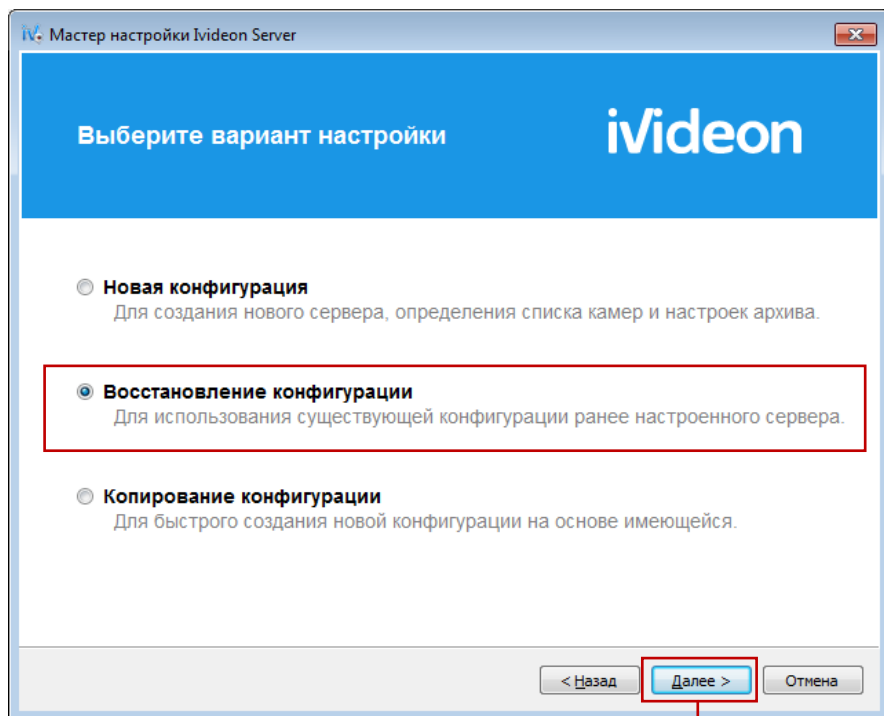 Мастер настройки Ivideon Server
Выберите вариант настройки
iVideon
Новая конфигурация
Для создания нового сервера, определения списка камер и настроек архива.
Восстановление конфигурации
Для использования существующей конфигурации ранее настроенного сервера.
Копирование конфигурации
Для быстрого создания новой конфигурации на основе имеющейся.
< Назад Далее > Отмена